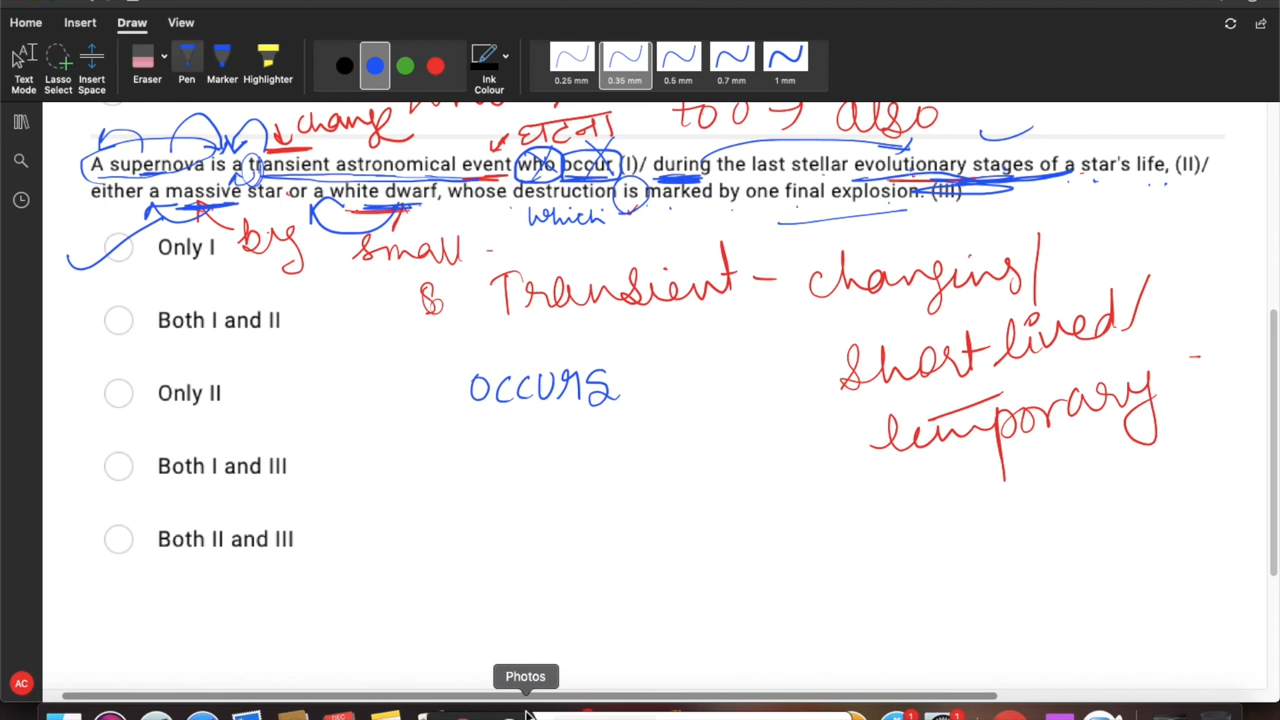 Home Insert Draw View
Text Mode
Lasso Select
Insert Space
Eraser
Pen
Marker
Highlighter
Ink Colour
0.25 mm
0.35 mm
0.5 mm
0.7 mm
1 mm
change
too → also
घटना
A supernova is a transient astronomical event who occur (I)/ during the last stellar evolutionary stages of a star's life, (II)/
either a massive star or a white dwarf, whose destruction is marked by one final explosion. (III)
which
Only I
big
small
Transient - changing/
Short lived/
temporary
Both I and II
occurs
Only II
Both I and III
Both II and III
Photos
AC
DEC
1
1